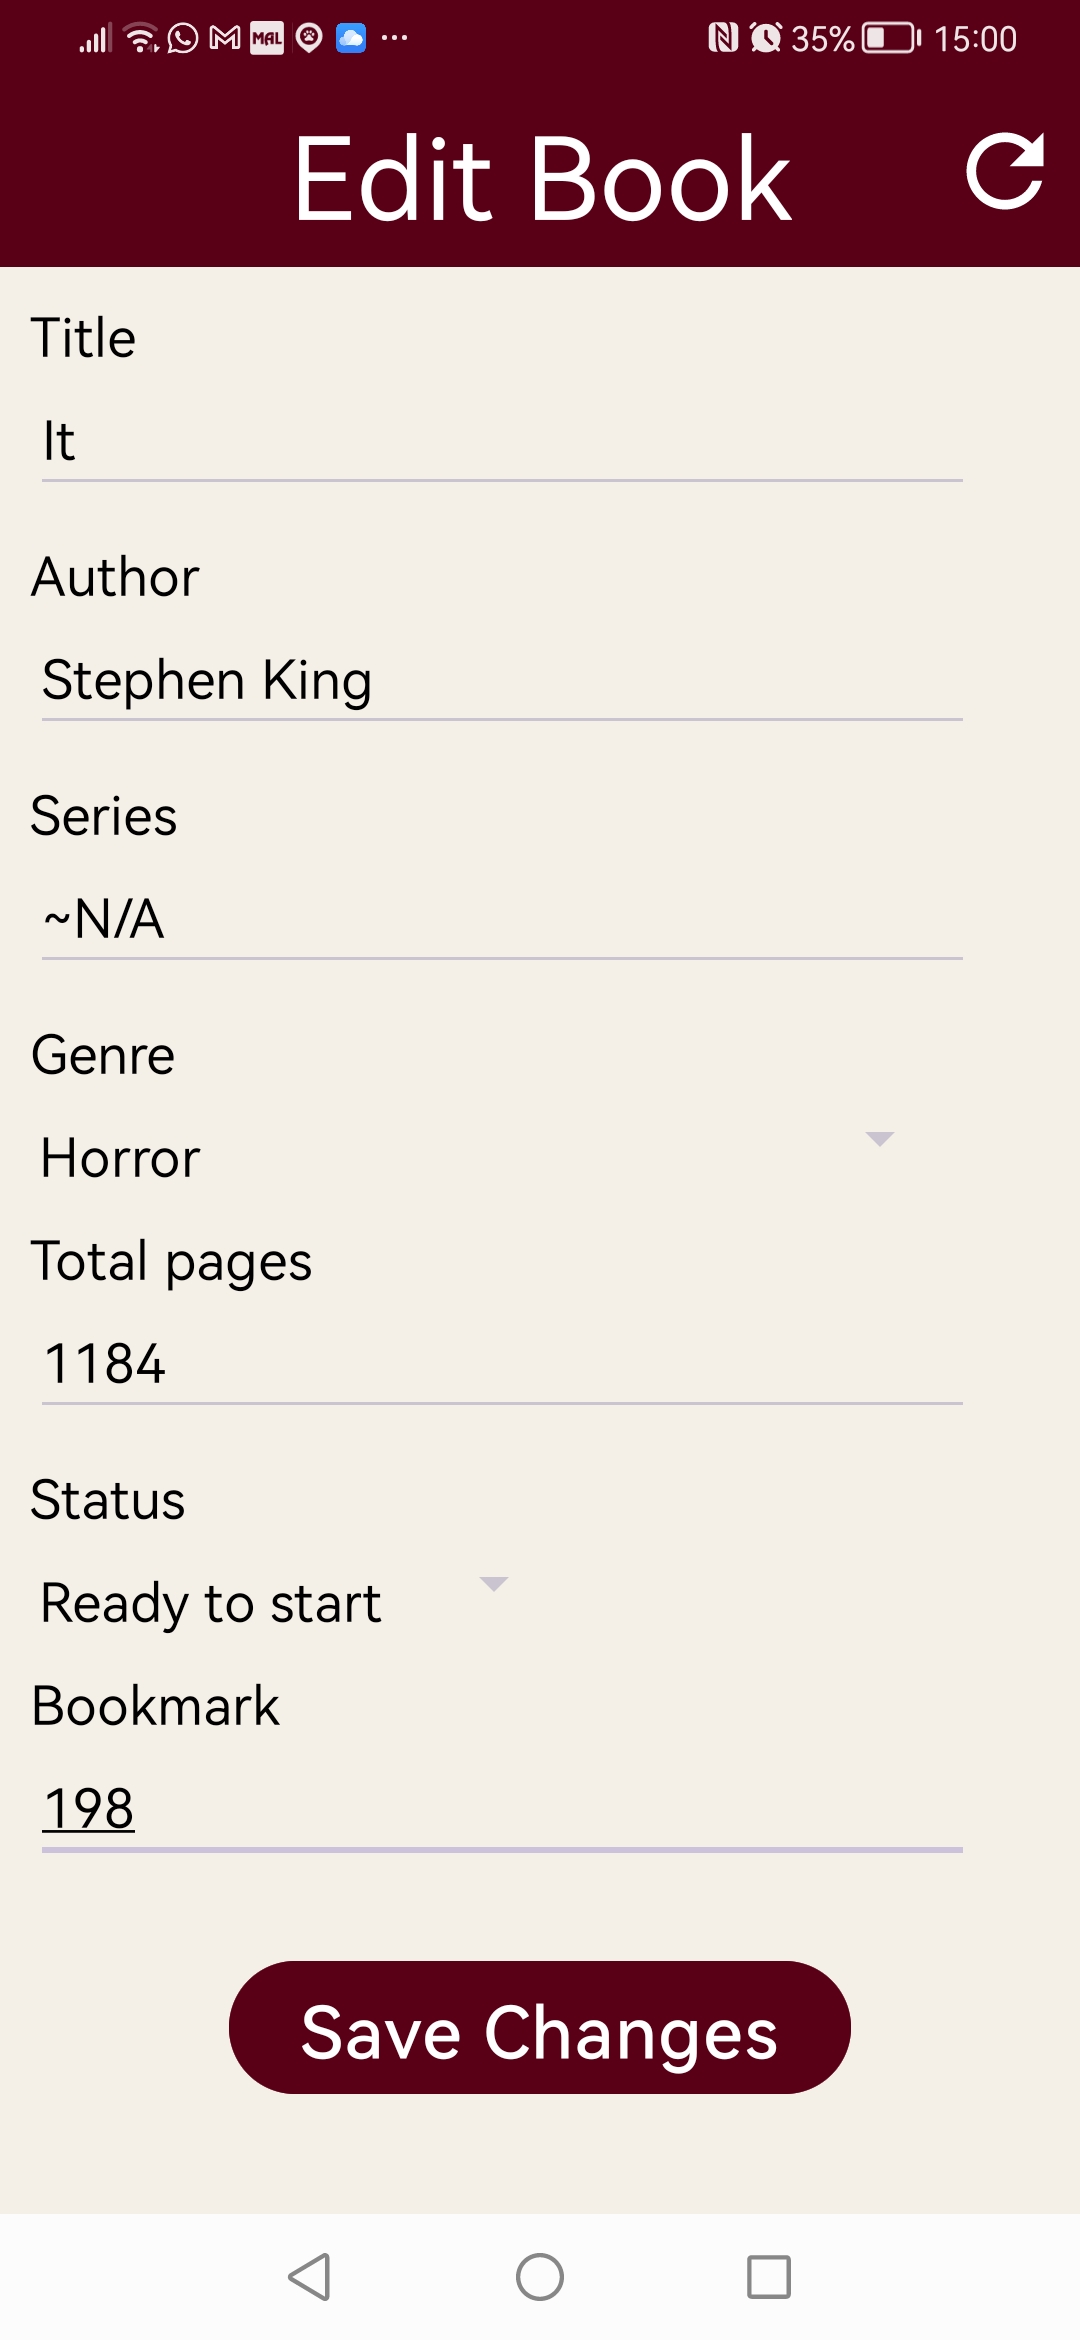 MAL 35% 15:00
Edit Book
Title
It
Author
Stephen King
Series
~N/A
Genre
Horror
Total pages
1184
Status
Ready to start
Bookmark
198
Save Changes